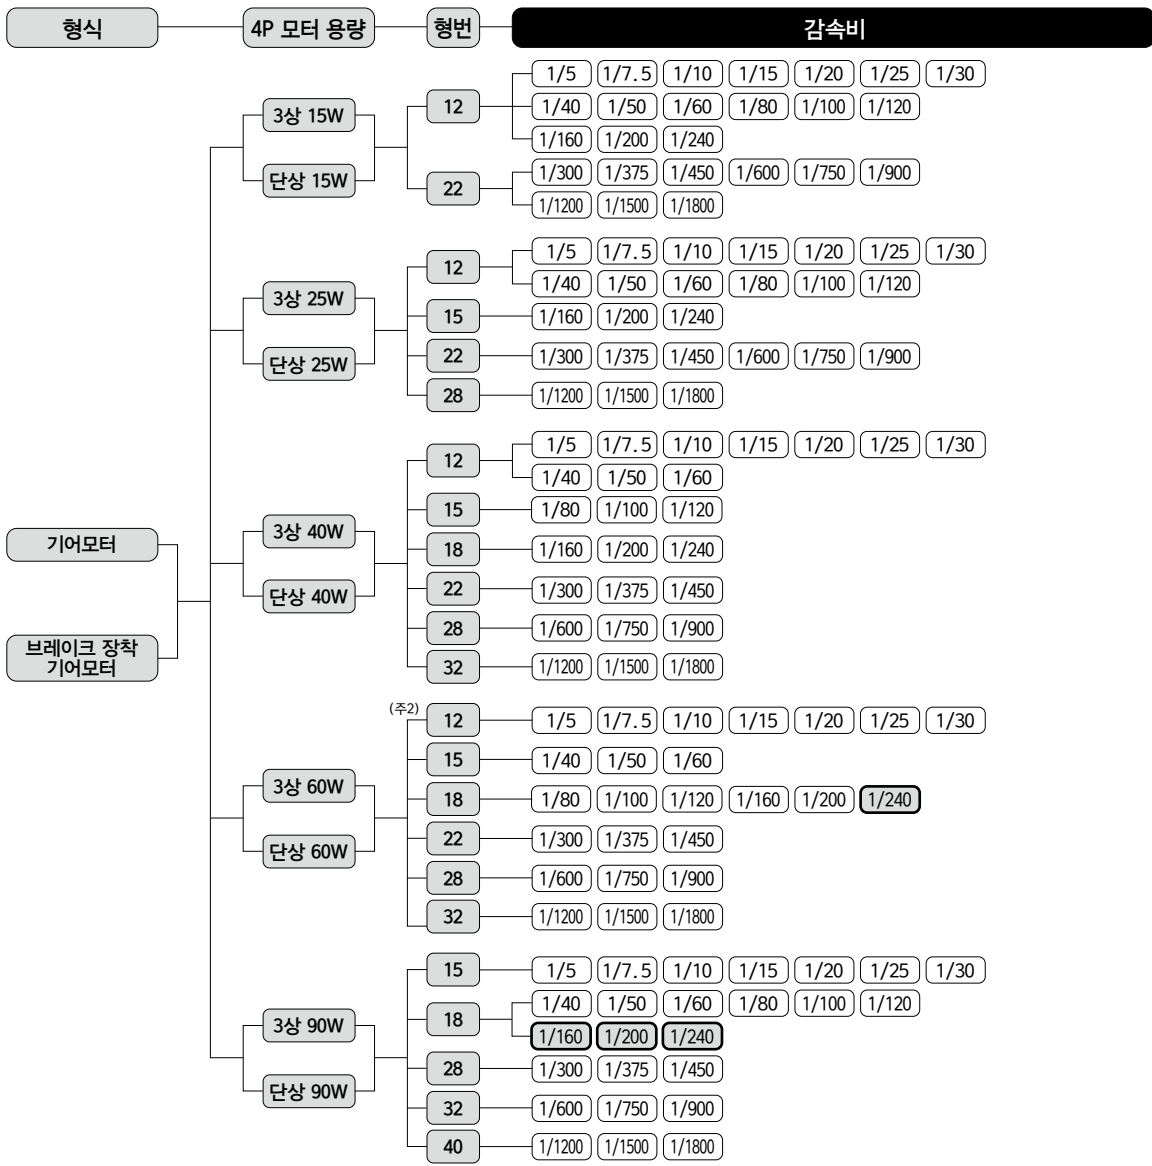 형식 4P 모터 용량 형번 감속비
1/5 1/7.5 1/10 1/15 1/20 1/25 1/30
3상 15W 12 1/40 1/50 1/60 1/80 1/100 1/120
1/160 1/200 1/240
단상 15W 22 1/300 1/375 1/450 1/600 1/750 1/900
1/1200 1/1500 1/1800
12 1/5 1/7.5 1/10 1/15 1/20 1/25 1/30
1/40 1/50 1/60 1/80 1/100 1/120
3상 25W 15 1/160 1/200 1/240
단상 25W 22 1/300 1/375 1/450 1/600 1/750 1/900
28 1/1200 1/1500 1/1800
12 1/5 1/7.5 1/10 1/15 1/20 1/25 1/30
1/40 1/50 1/60
15 1/80 1/100 1/120
기어모터 3상 40W 18 1/160 1/200 1/240
단상 40W 22 1/300 1/375 1/450
28 1/600 1/750 1/900
브레이크 장착
기어모터 32 1/1200 1/1500 1/1800
(주2) 12 1/5 1/7.5 1/10 1/15 1/20 1/25 1/30
15 1/40 1/50 1/60
3상 60W 18 1/80 1/100 1/120 1/160 1/200 1/240
단상 60W 22 1/300 1/375 1/450
28 1/600 1/750 1/900
32 1/1200 1/1500 1/1800
15 1/5 1/7.5 1/10 1/15 1/20 1/25 1/30
3상 90W 18 1/40 1/50 1/60 1/80 1/100 1/120
1/160 1/200 1/240
단상 90W 28 1/300 1/375 1/450
32 1/600 1/750 1/900
40 1/1200 1/1500 1/1800